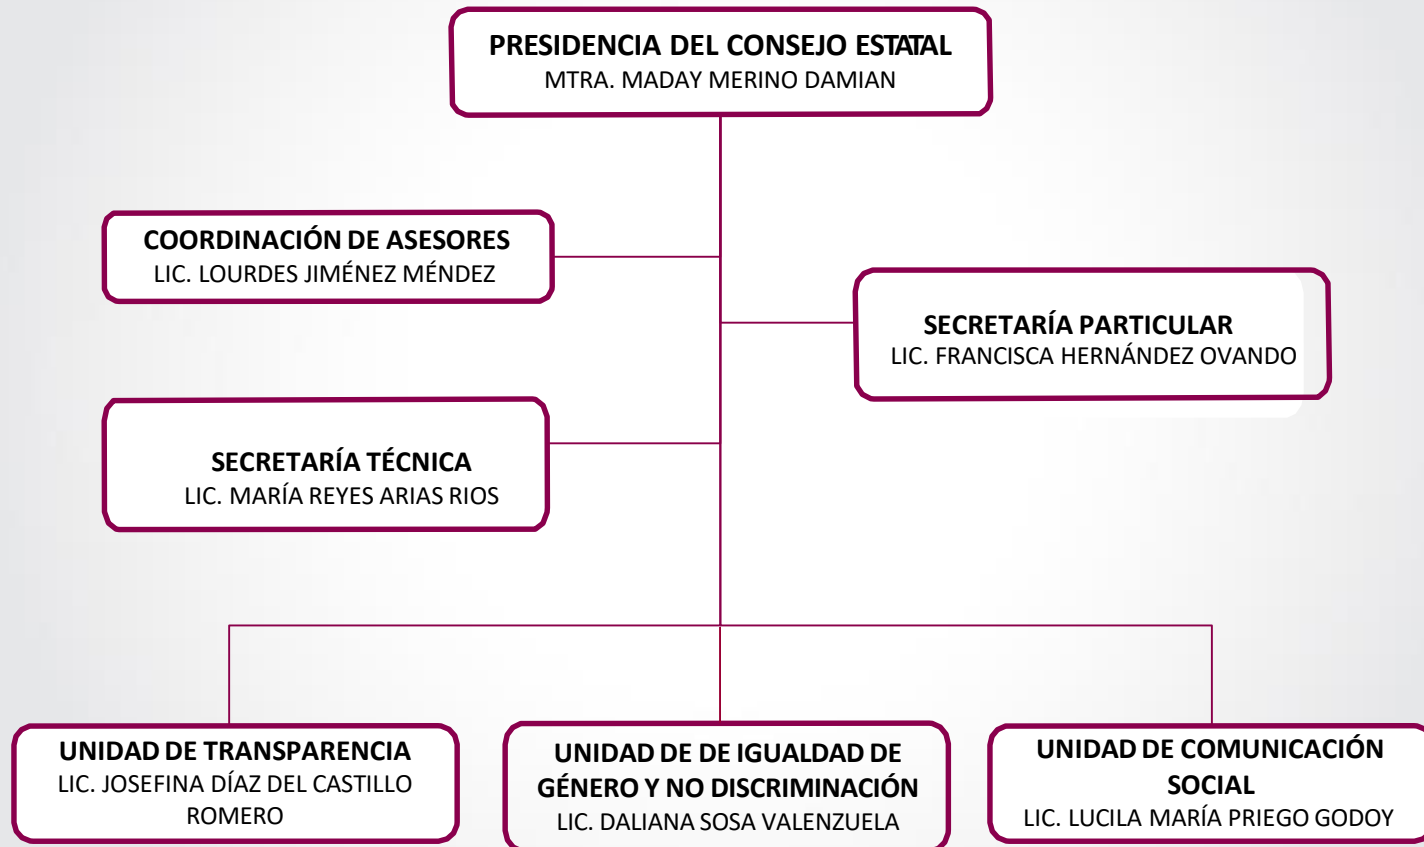 PRESIDENCIA DEL CONSEJO ESTATAL
MTRA. MADAY MERINO DAMIAN
COORDINACIÓN DE ASESORES
LIC. LOURDES JIMÉNEZ MÉNDEZ
SECRETARÍA PARTICULAR
LIC. FRANCISCA HERNÁNDEZ OVANDO
SECRETARÍA TÉCNICA
LIC. MARÍA REYES ARIAS RIOS
UNIDAD DE TRANSPARENCIA
LIC. JOSEFINA DÍAZ DEL CASTILLO
ROMERO
UNIDAD DE DE IGUALDAD DE
GÉNERO Y NO DISCRIMINACIÓN
LIC. DALIANA SOSA VALENZUELA
UNIDAD DE COMUNICACIÓN
SOCIAL
LIC. LUCILA MARÍA PRIEGO GODOY